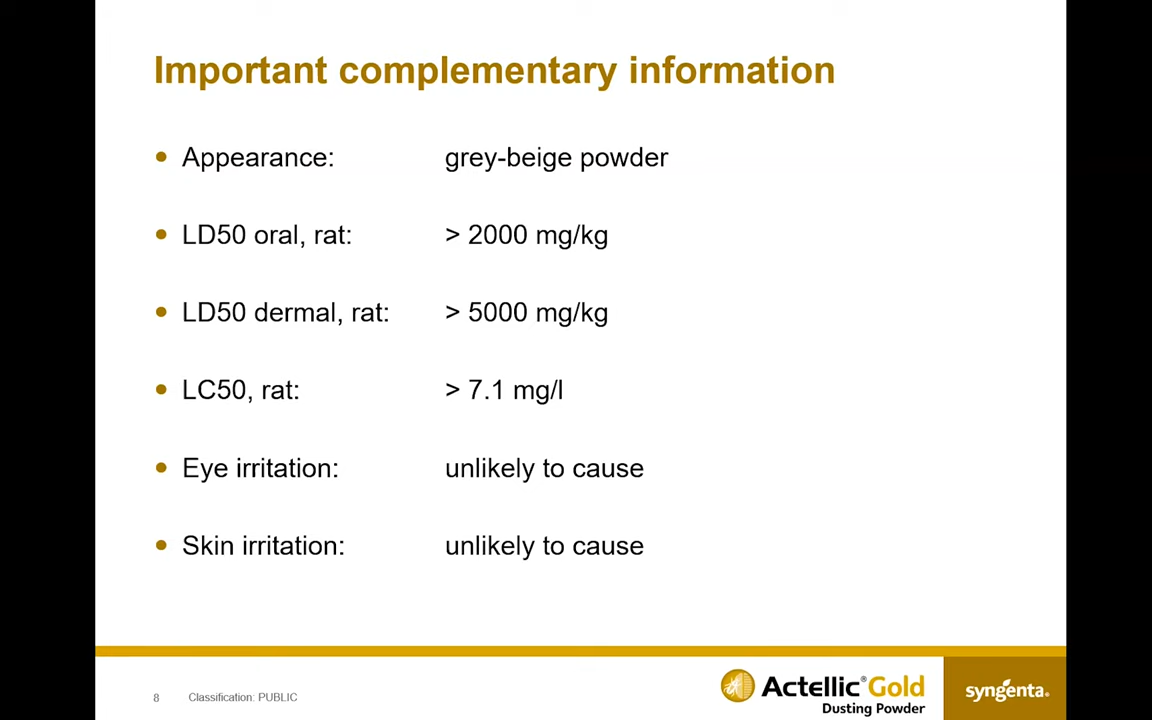 Important complementary information
• Appearance: grey-beige powder
• LD50 oral, rat: > 2000 mg/kg
• LD50 dermal, rat: > 5000 mg/kg
• LC50, rat: > 7.1 mg/l
• Eye irritation: unlikely to cause
• Skin irritation: unlikely to cause
8 Classification: PUBLIC
Actellic® Gold
Dusting Powder
syngenta.